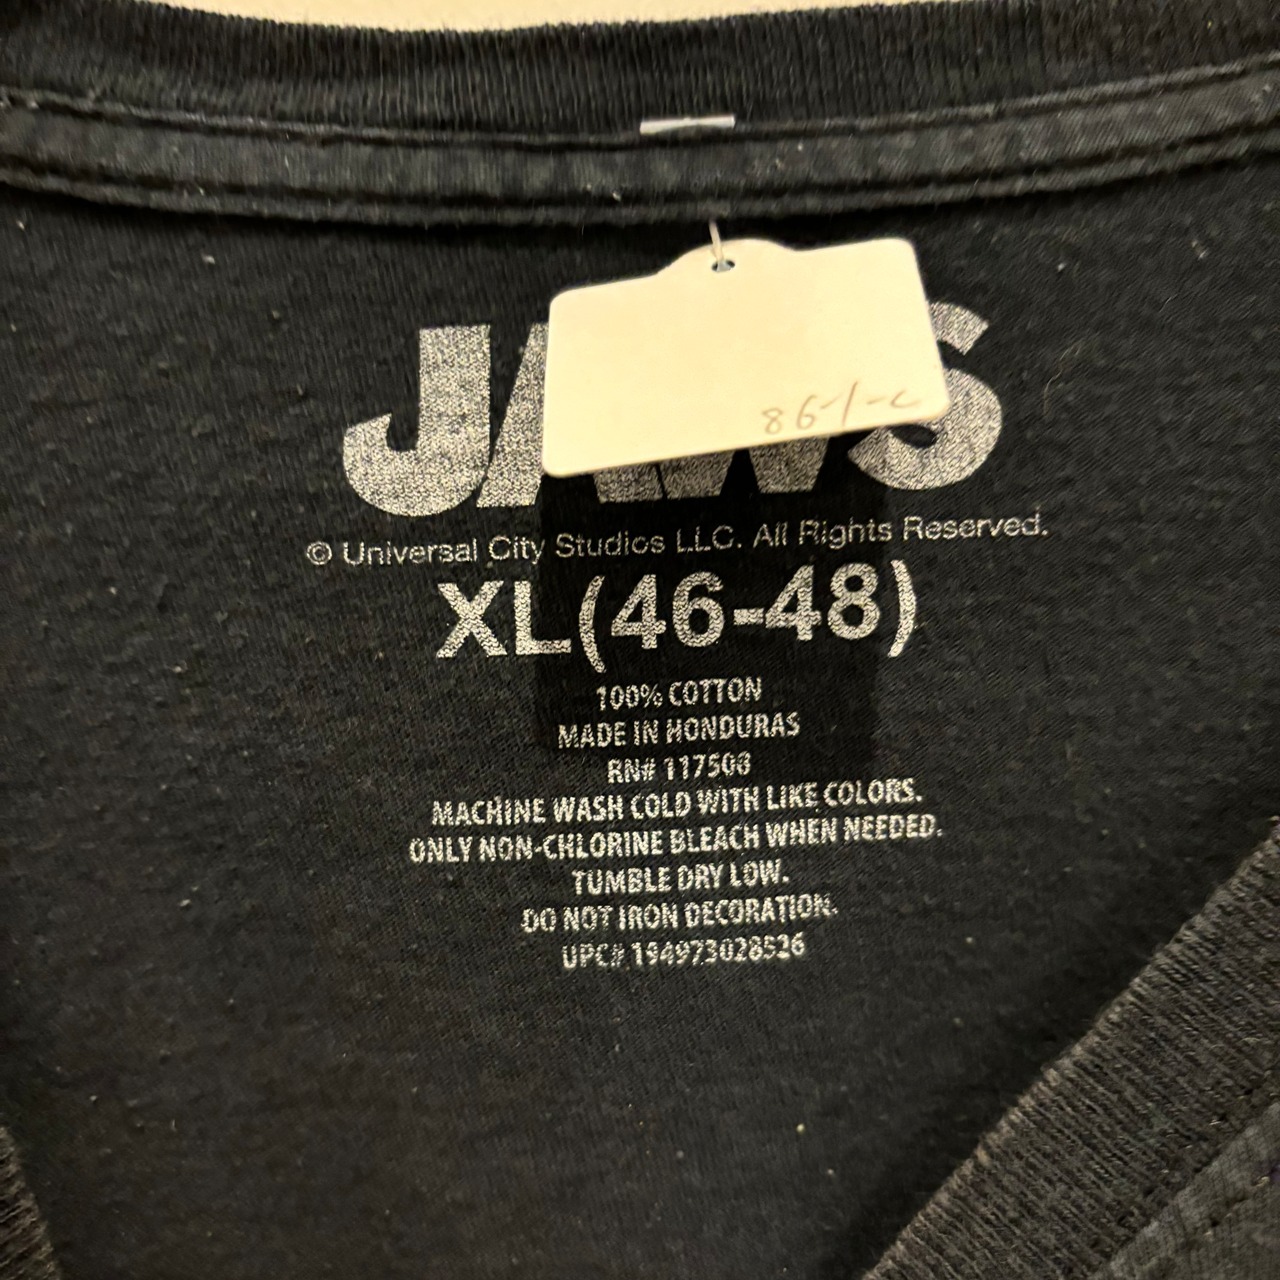 JAWS
86-1-C
© Universal City Studios LLC. All Rights Reserved.
XL(46-48)
100% COTTON
MADE IN HONDURAS
RN# 117508
MACHINE WASH COLD WITH LIKE COLORS.
ONLY NON-CHLORINE BLEACH WHEN NEEDED.
TUMBLE DRY LOW.
DO NOT IRON DECORATION.
UPC# 194973028526